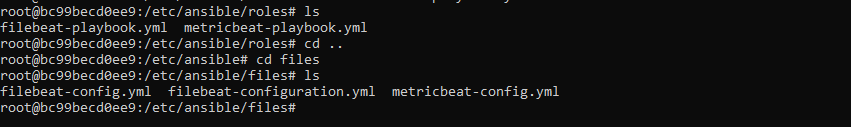 root@bc99becd0ee9:/etc/ansible/roles# ls
filebeat-playbook.yml  metricbeat-playbook.yml
root@bc99becd0ee9:/etc/ansible/roles# cd ..
root@bc99becd0ee9:/etc/ansible# cd files
root@bc99becd0ee9:/etc/ansible/files# ls
filebeat-config.yml  filebeat-configuration.yml  metricbeat-config.yml
root@bc99becd0ee9:/etc/ansible/files#